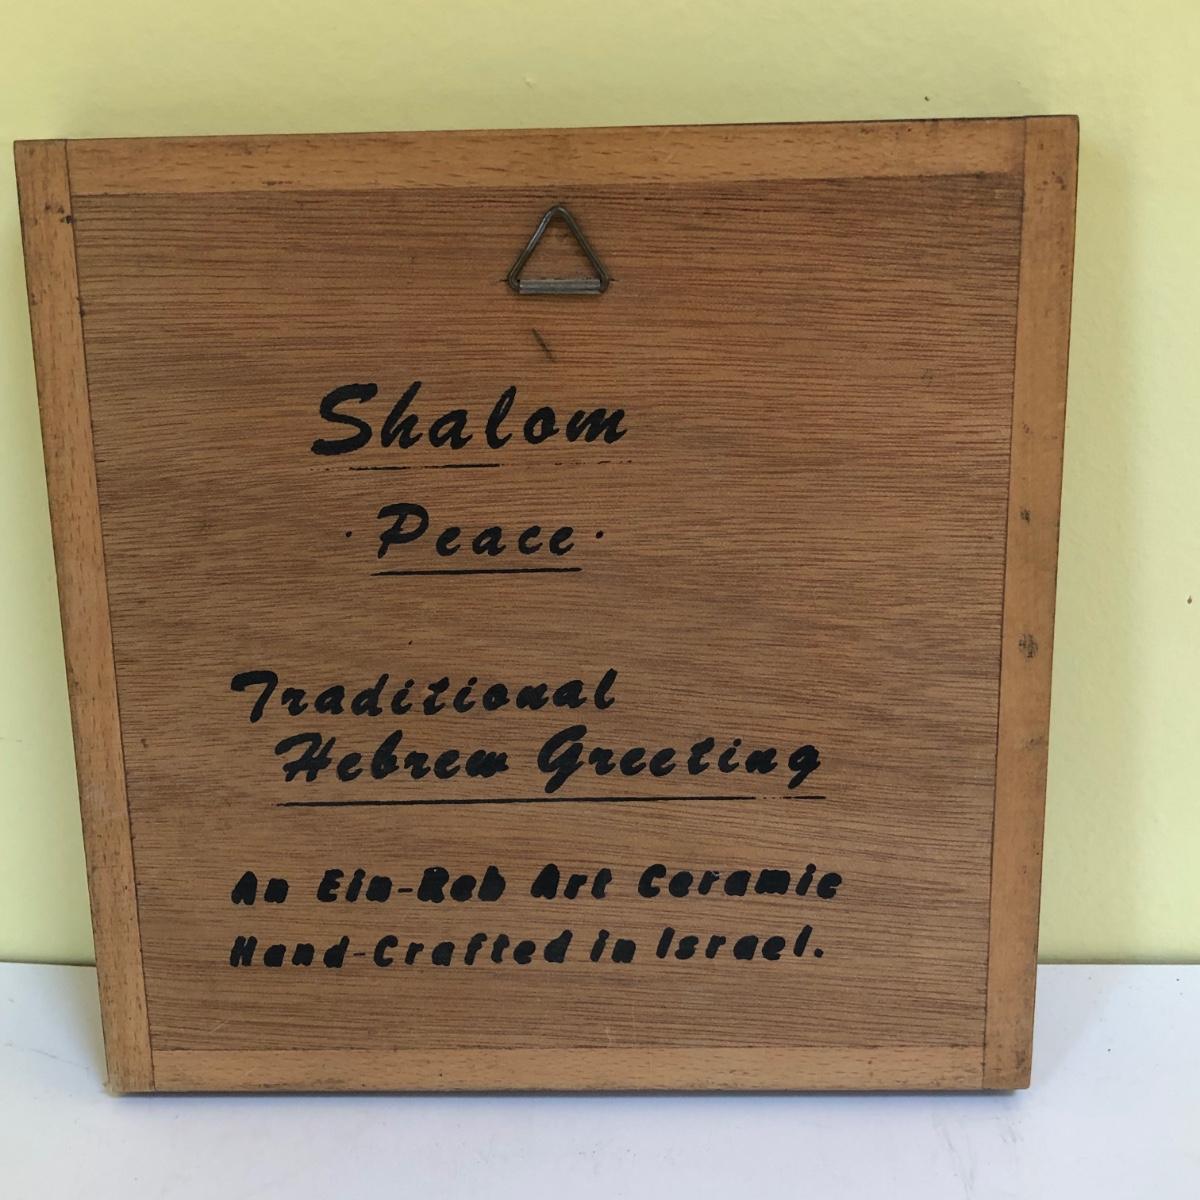 Shalom
· Peace ·
Traditional
Hebrew Greeting
An Ein-Reb Art Ceramic
Hand-Crafted in Israel.